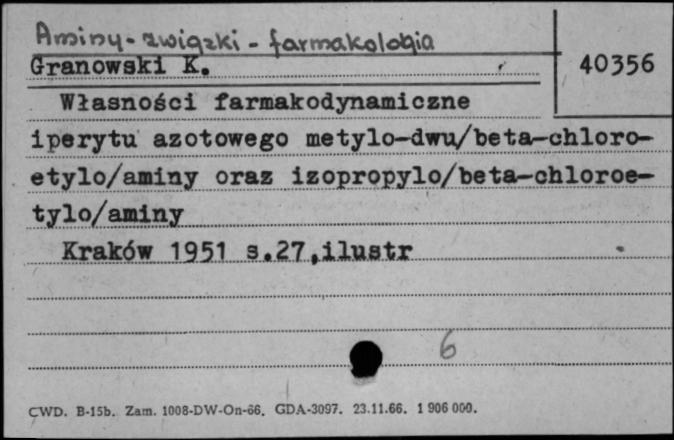 Aminy - związki - farmakologia
Granowski K.
40356
Własności farmakodynamiczne
iperytu azotowego metylo-dwu/beta-chloro-
etylo/aminy oraz izopropylo/beta-chloroe-
tylo/aminy
Kraków 1951 s.27,ilustr
6
CWD. B-15b. Zam. 1008-DW-On-66. GDA-3097. 23.11.66. 1 906 000.